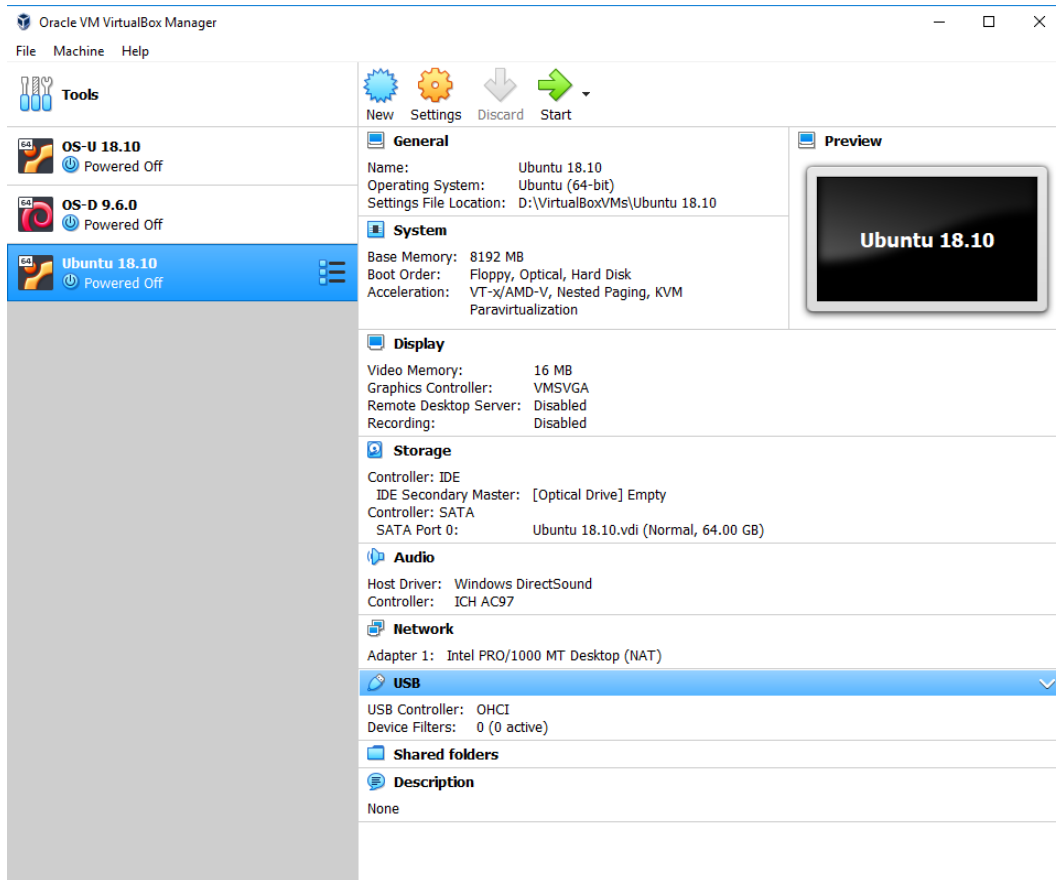 Oracle VM VirtualBox Manager
File Machine Help
Tools
New Settings Discard Start
64
OS-U 18.10
Powered Off
64
OS-D 9.6.0
Powered Off
64
Ubuntu 18.10
Powered Off
General
Name: Ubuntu 18.10
Operating System: Ubuntu (64-bit)
Settings File Location: D:\VirtualBoxVMs\Ubuntu 18.10
Preview
Ubuntu 18.10
System
Base Memory: 8192 MB
Boot Order: Floppy, Optical, Hard Disk
Acceleration: VT-x/AMD-V, Nested Paging, KVM
Paravirtualization
Display
Video Memory: 16 MB
Graphics Controller: VMSVGA
Remote Desktop Server: Disabled
Recording: Disabled
Storage
Controller: IDE
IDE Secondary Master: [Optical Drive] Empty
Controller: SATA
SATA Port 0: Ubuntu 18.10.vdi (Normal, 64.00 GB)
Audio
Host Driver: Windows DirectSound
Controller: ICH AC97
Network
Adapter 1: Intel PRO/1000 MT Desktop (NAT)
USB
USB Controller: OHCI
Device Filters: 0 (0 active)
Shared folders
Description
None